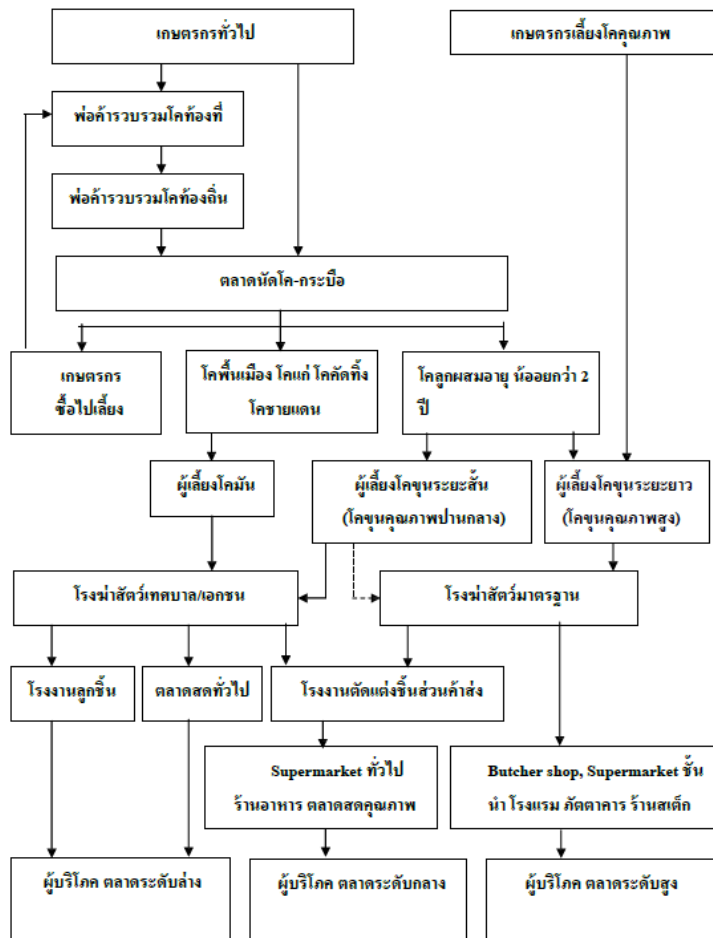 เกษตรกรทั่วไป
เกษตรกรเลี้ยงโคคุณภาพ
พ่อค้ารวบรวมโคท้องที่
พ่อค้ารวบรวมโคท้องถิ่น
ตลาดนัดโค-กระบือ
เกษตรกร
ซื้อไปเลี้ยง
โคพื้นเมือง โคแก่ โคคัดทิ้ง
โคชายแดน
โคลูกผสมอายุ น้ออยกว่า 2
ปี
ผู้เลี้ยงโคมัน
ผู้เลี้ยงโคขุนระยะสั้น
(โคขุนคุณภาพปานกลาง)
ผู้เลี้ยงโคขุนระยะยาว
(โคขุนคุณภาพสูง)
โรงฆ่าสัตว์เทศบาล/เอกชน
โรงฆ่าสัตว์มาตรฐาน
โรงงานลูกชิ้น
ตลาดสดทั่วไป
โรงงานตัดแต่งชิ้นส่วนค้าส่ง
Supermarket ทั่วไป
ร้านอาหาร ตลาดสดคุณภาพ
Butcher shop, Supermarket ชั้น
นำ โรงแรม ภัตตาคาร ร้านสเต็ก
ผู้บริโภค ตลาดระดับล่าง
ผู้บริโภค ตลาดระดับกลาง
ผู้บริโภค ตลาดระดับสูง